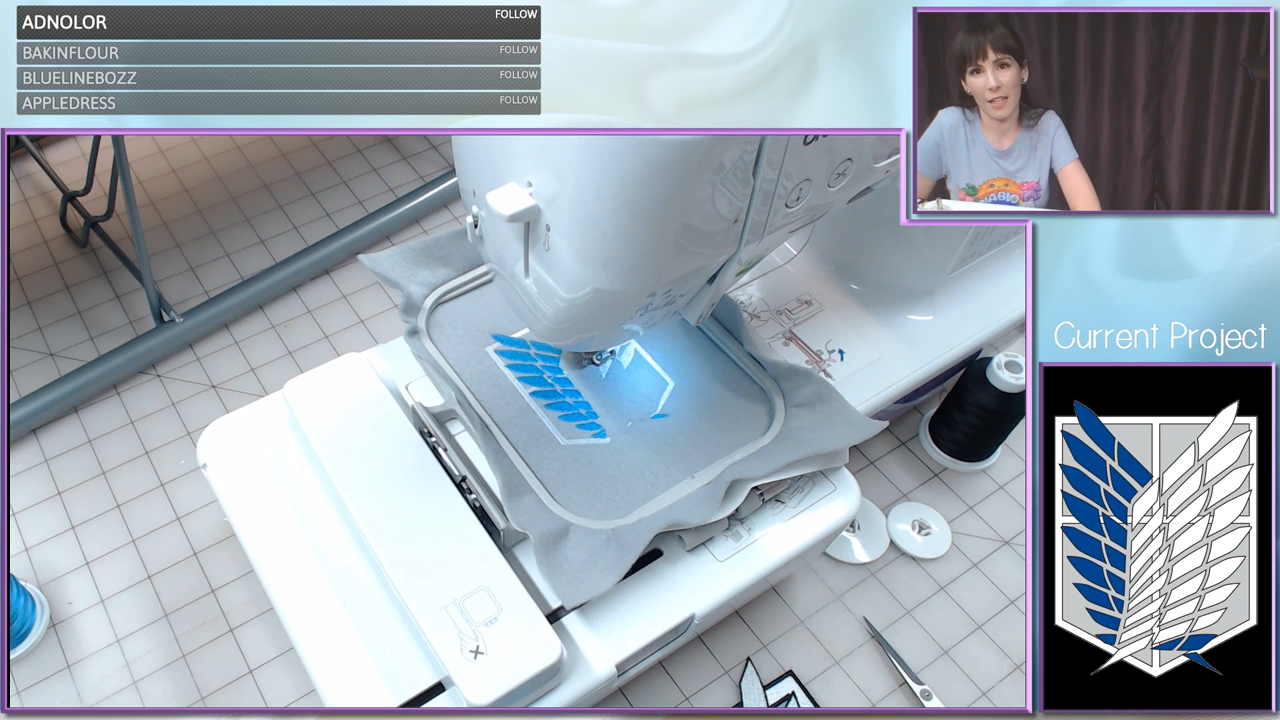 ADNOLOR FOLLOW
BAKINFLOUR FOLLOW
BLUELINEBOZZ FOLLOW
APPLEDRESS FOLLOW
Current Project